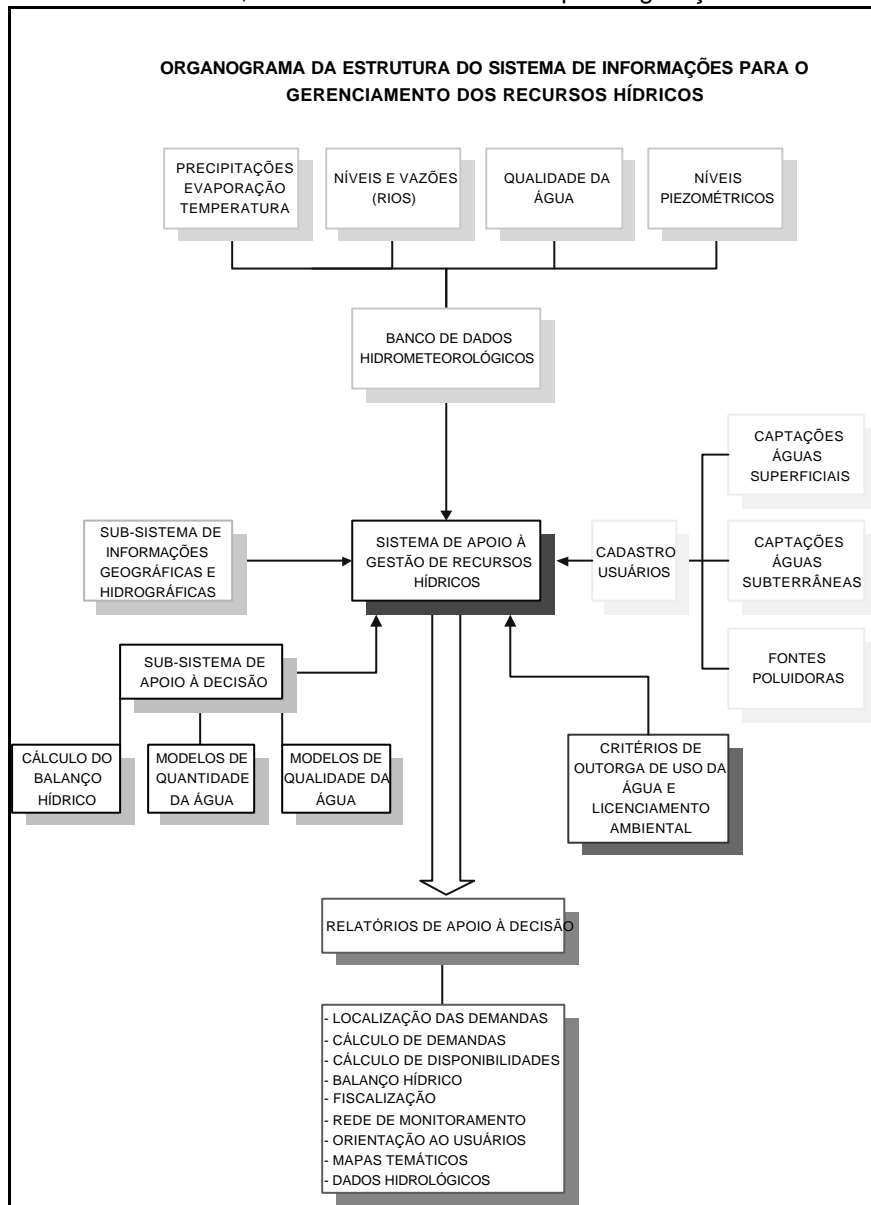 ORGANOGRAMA DA ESTRUTURA DO SISTEMA DE INFORMAÇÕES PARA O
GERENCIAMENTO DOS RECURSOS HÍDRICOS
PRECIPITAÇÕES
EVAPORAÇÃO
TEMPERATURA
NÍVEIS E VAZÕES
(RIOS)
QUALIDADE DA
ÁGUA
NÍVEIS
PIEZOMÉTRICOS
BANCO DE DADOS
HIDROMETEOROLÓGICOS
CAPTAÇÕES
ÁGUAS
SUPERFICIAIS
SUB-SISTEMA DE
INFORMAÇÕES
GEOGRÁFICAS E
HIDROGRÁFICAS
SISTEMA DE APOIO À
GESTÃO DE RECURSOS
HÍDRICOS
CADASTRO
USUÁRIOS
CAPTAÇÕES
ÁGUAS
SUBTERRÂNEAS
SUB-SISTEMA DE
APOIO À DECISÃO
FONTES
POLUIDORAS
CÁLCULO DO
BALANÇO
HÍDRICO
MODELOS DE
QUANTIDADE
DA ÁGUA
MODELOS DE
QUALIDADE DA
ÁGUA
CRITÉRIOS DE
OUTORGA DE USO DA
ÁGUA E
LICENCIAMENTO
AMBIENTAL
RELATÓRIOS DE APOIO À DECISÃO
- LOCALIZAÇÃO DAS DEMANDAS
- CÁLCULO DE DEMANDAS
- CÁLCULO DE DISPONIBILIDADES
- BALANÇO HÍDRICO
- FISCALIZAÇÃO
- REDE DE MONITORAMENTO
- ORIENTAÇÃO AO USUÁRIOS
- MAPAS TEMÁTICOS
- DADOS HIDROLÓGICOS